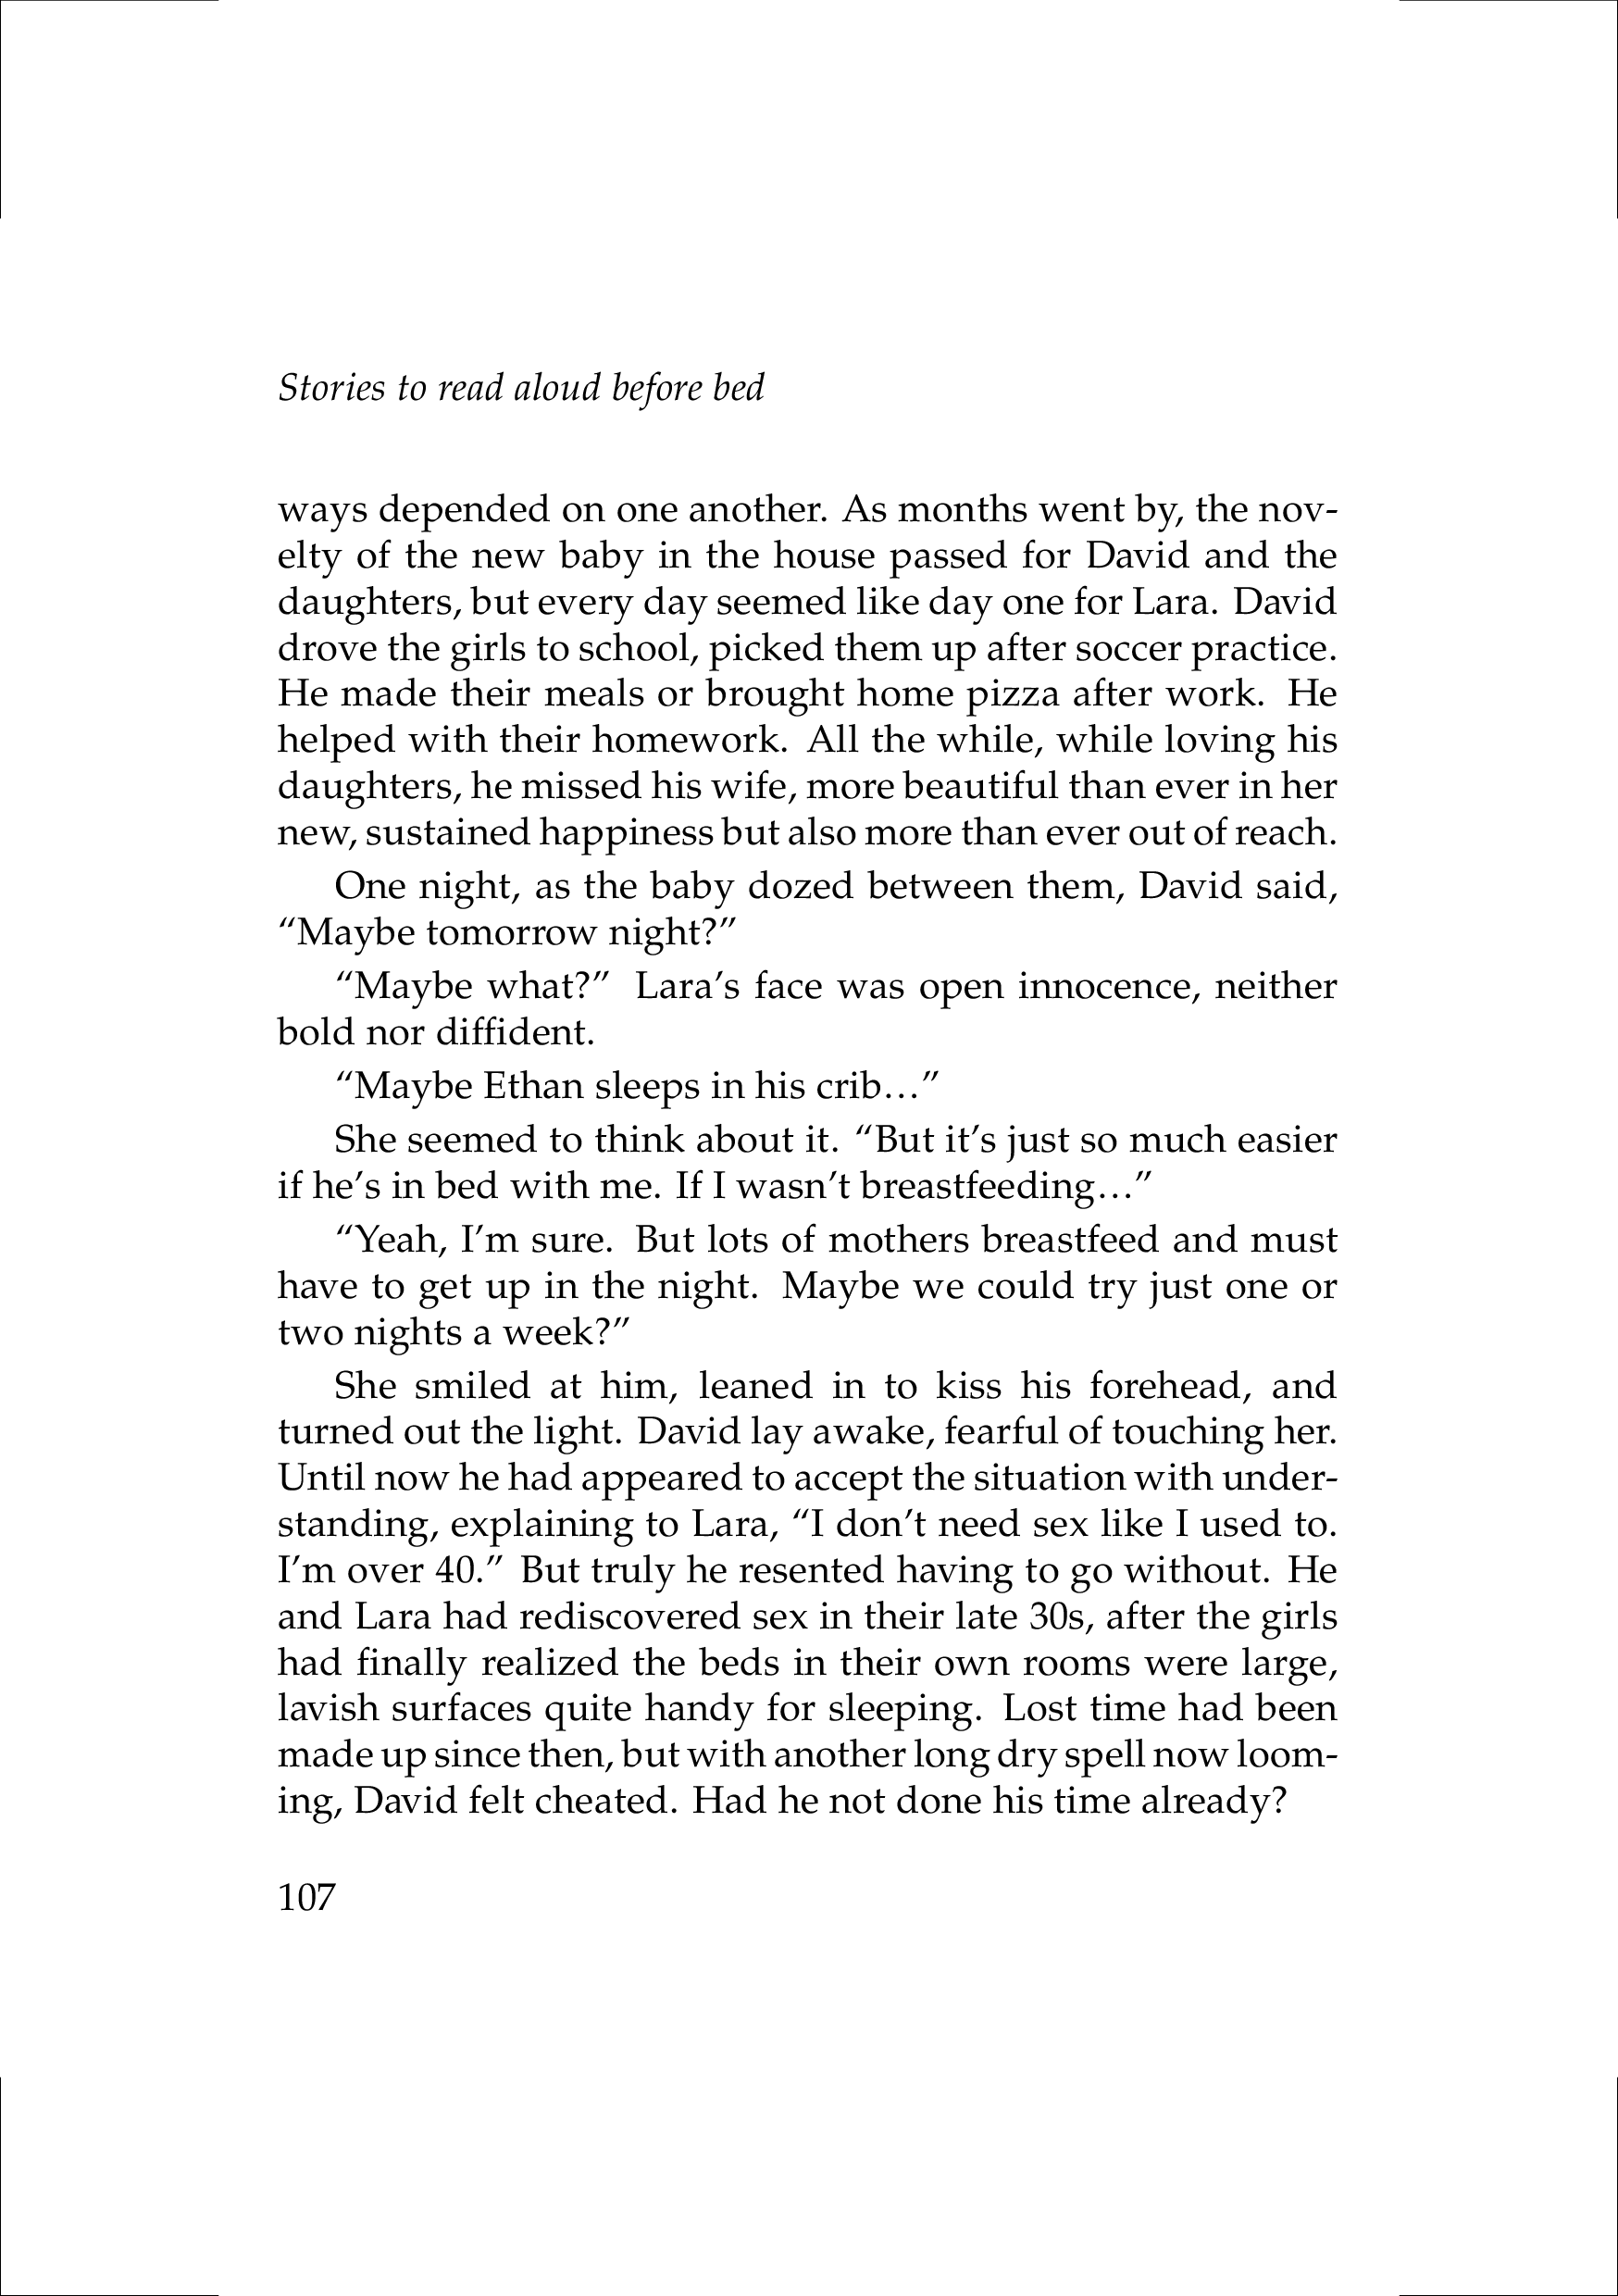 Stories to read aloud before bed
ways depended on one another. As months went by, the nov-
elty of the new baby in the house passed for David and the
daughters, but every day seemed like day one for Lara. David
drove the girls to school, picked them up after soccer practice.
He made their meals or brought home pizza after work. He
helped with their homework. All the while, while loving his
daughters, he missed his wife, more beautiful than ever in her
new, sustained happiness but also more than ever out of reach.
One night, as the baby dozed between them, David said,
“Maybe tomorrow night?”
“Maybe what?” Lara’s face was open innocence, neither
bold nor diffident.
“Maybe Ethan sleeps in his crib…”
She seemed to think about it. “But it’s just so much easier
if he’s in bed with me. If I wasn’t breastfeeding…”
“Yeah, I’m sure. But lots of mothers breastfeed and must
have to get up in the night. Maybe we could try just one or
two nights a week?”
She smiled at him, leaned in to kiss his forehead, and
turned out the light. David lay awake, fearful of touching her.
Until now he had appeared to accept the situation with under-
standing, explaining to Lara, “I don’t need sex like I used to.
I’m over 40.” But truly he resented having to go without. He
and Lara had rediscovered sex in their late 30s, after the girls
had finally realized the beds in their own rooms were large,
lavish surfaces quite handy for sleeping. Lost time had been
made up since then, but with another long dry spell now loom-
ing, David felt cheated. Had he not done his time already?
107